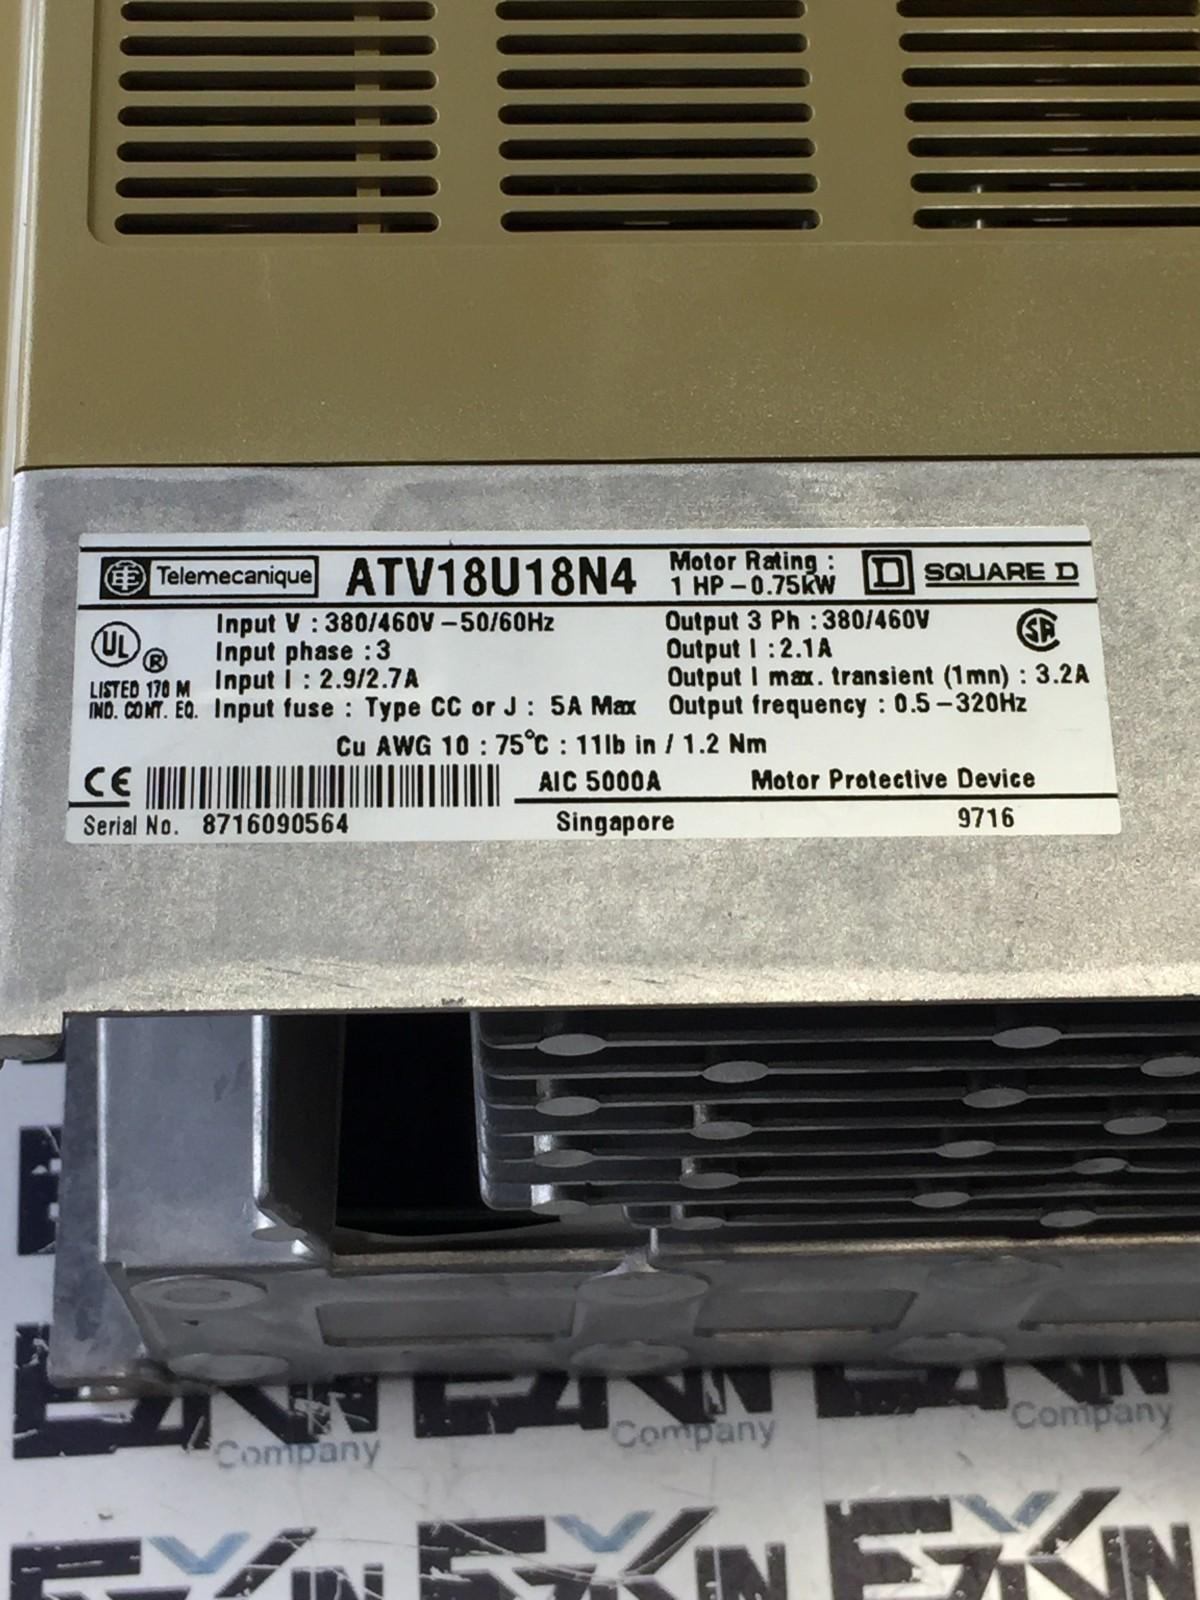 Telemecanique ATV18U18N4 Motor Rating : D SQUARE D
1 HP – 0.75kW
UL ® LISTED 170 M IND. CONT. EQ.
Input V : 380/460V – 50/60Hz Output 3 Ph : 380/460V SA
Input phase : 3 Output I : 2.1A
Input I : 2.9/2.7A Output I max. transient (1mn) : 3.2A
Input fuse : Type CC or J : 5A Max Output frequency : 0.5 – 320Hz
Cu AWG 10 : 75°C : 11lb in / 1.2 Nm
CE AIC 5000A Motor Protective Device
Serial No. 8716090564 Singapore 9716
Company Company Company